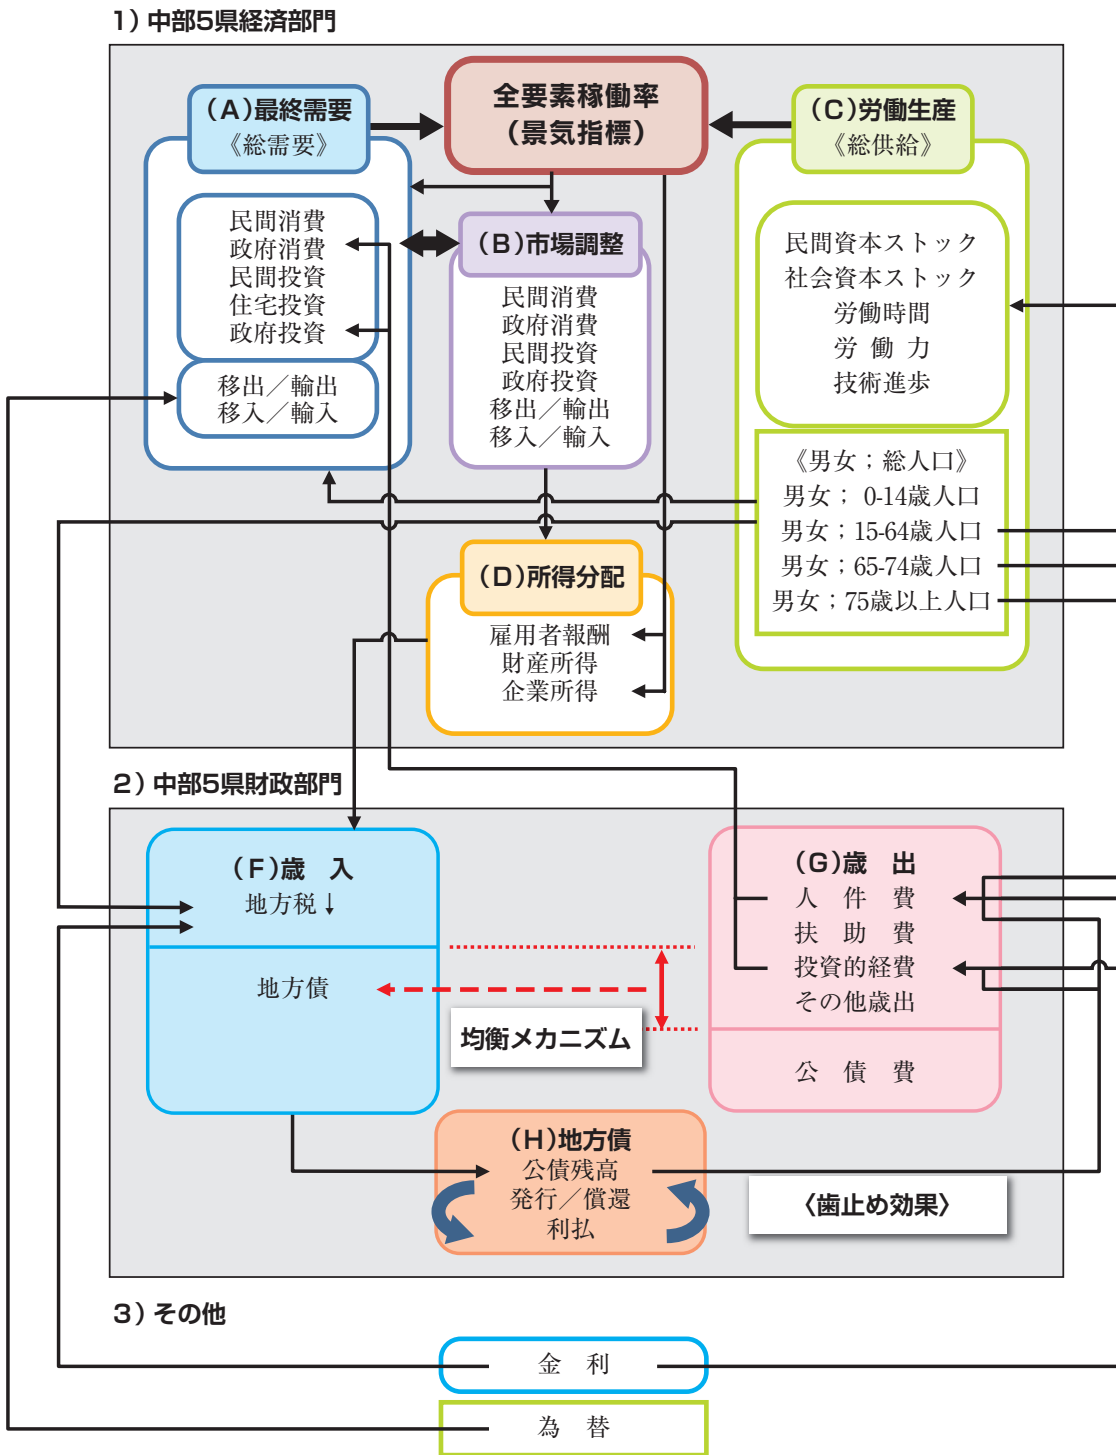 1）中部5県経済部門
全要素稼働率
（景気指標）
（A）最終需要
《総需要》
民間消費
政府消費
民間投資
住宅投資
政府投資
移出／輸出
移入／輸入
（B）市場調整
民間消費
政府消費
民間投資
政府投資
移出／輸出
移入／輸入
（C）労働生産
《総供給》
民間資本ストック
社会資本ストック
労働時間
労 働 力
技術進歩
《男女；総人口》
男女； 0-14歳人口
男女；15-64歳人口
男女；65-74歳人口
男女；75歳以上人口
（D）所得分配
雇用者報酬
財産所得
企業所得
2）中部5県財政部門
（F）歳　入
地方税↓
地方債
均衡メカニズム
（G）歳　出
人　件　費
扶　助　費
投資的経費
その他歳出
公　債　費
（H）地方債
公債残高
発行／償還
利払
〈歯止め効果〉
3）その他
金　利
為　替